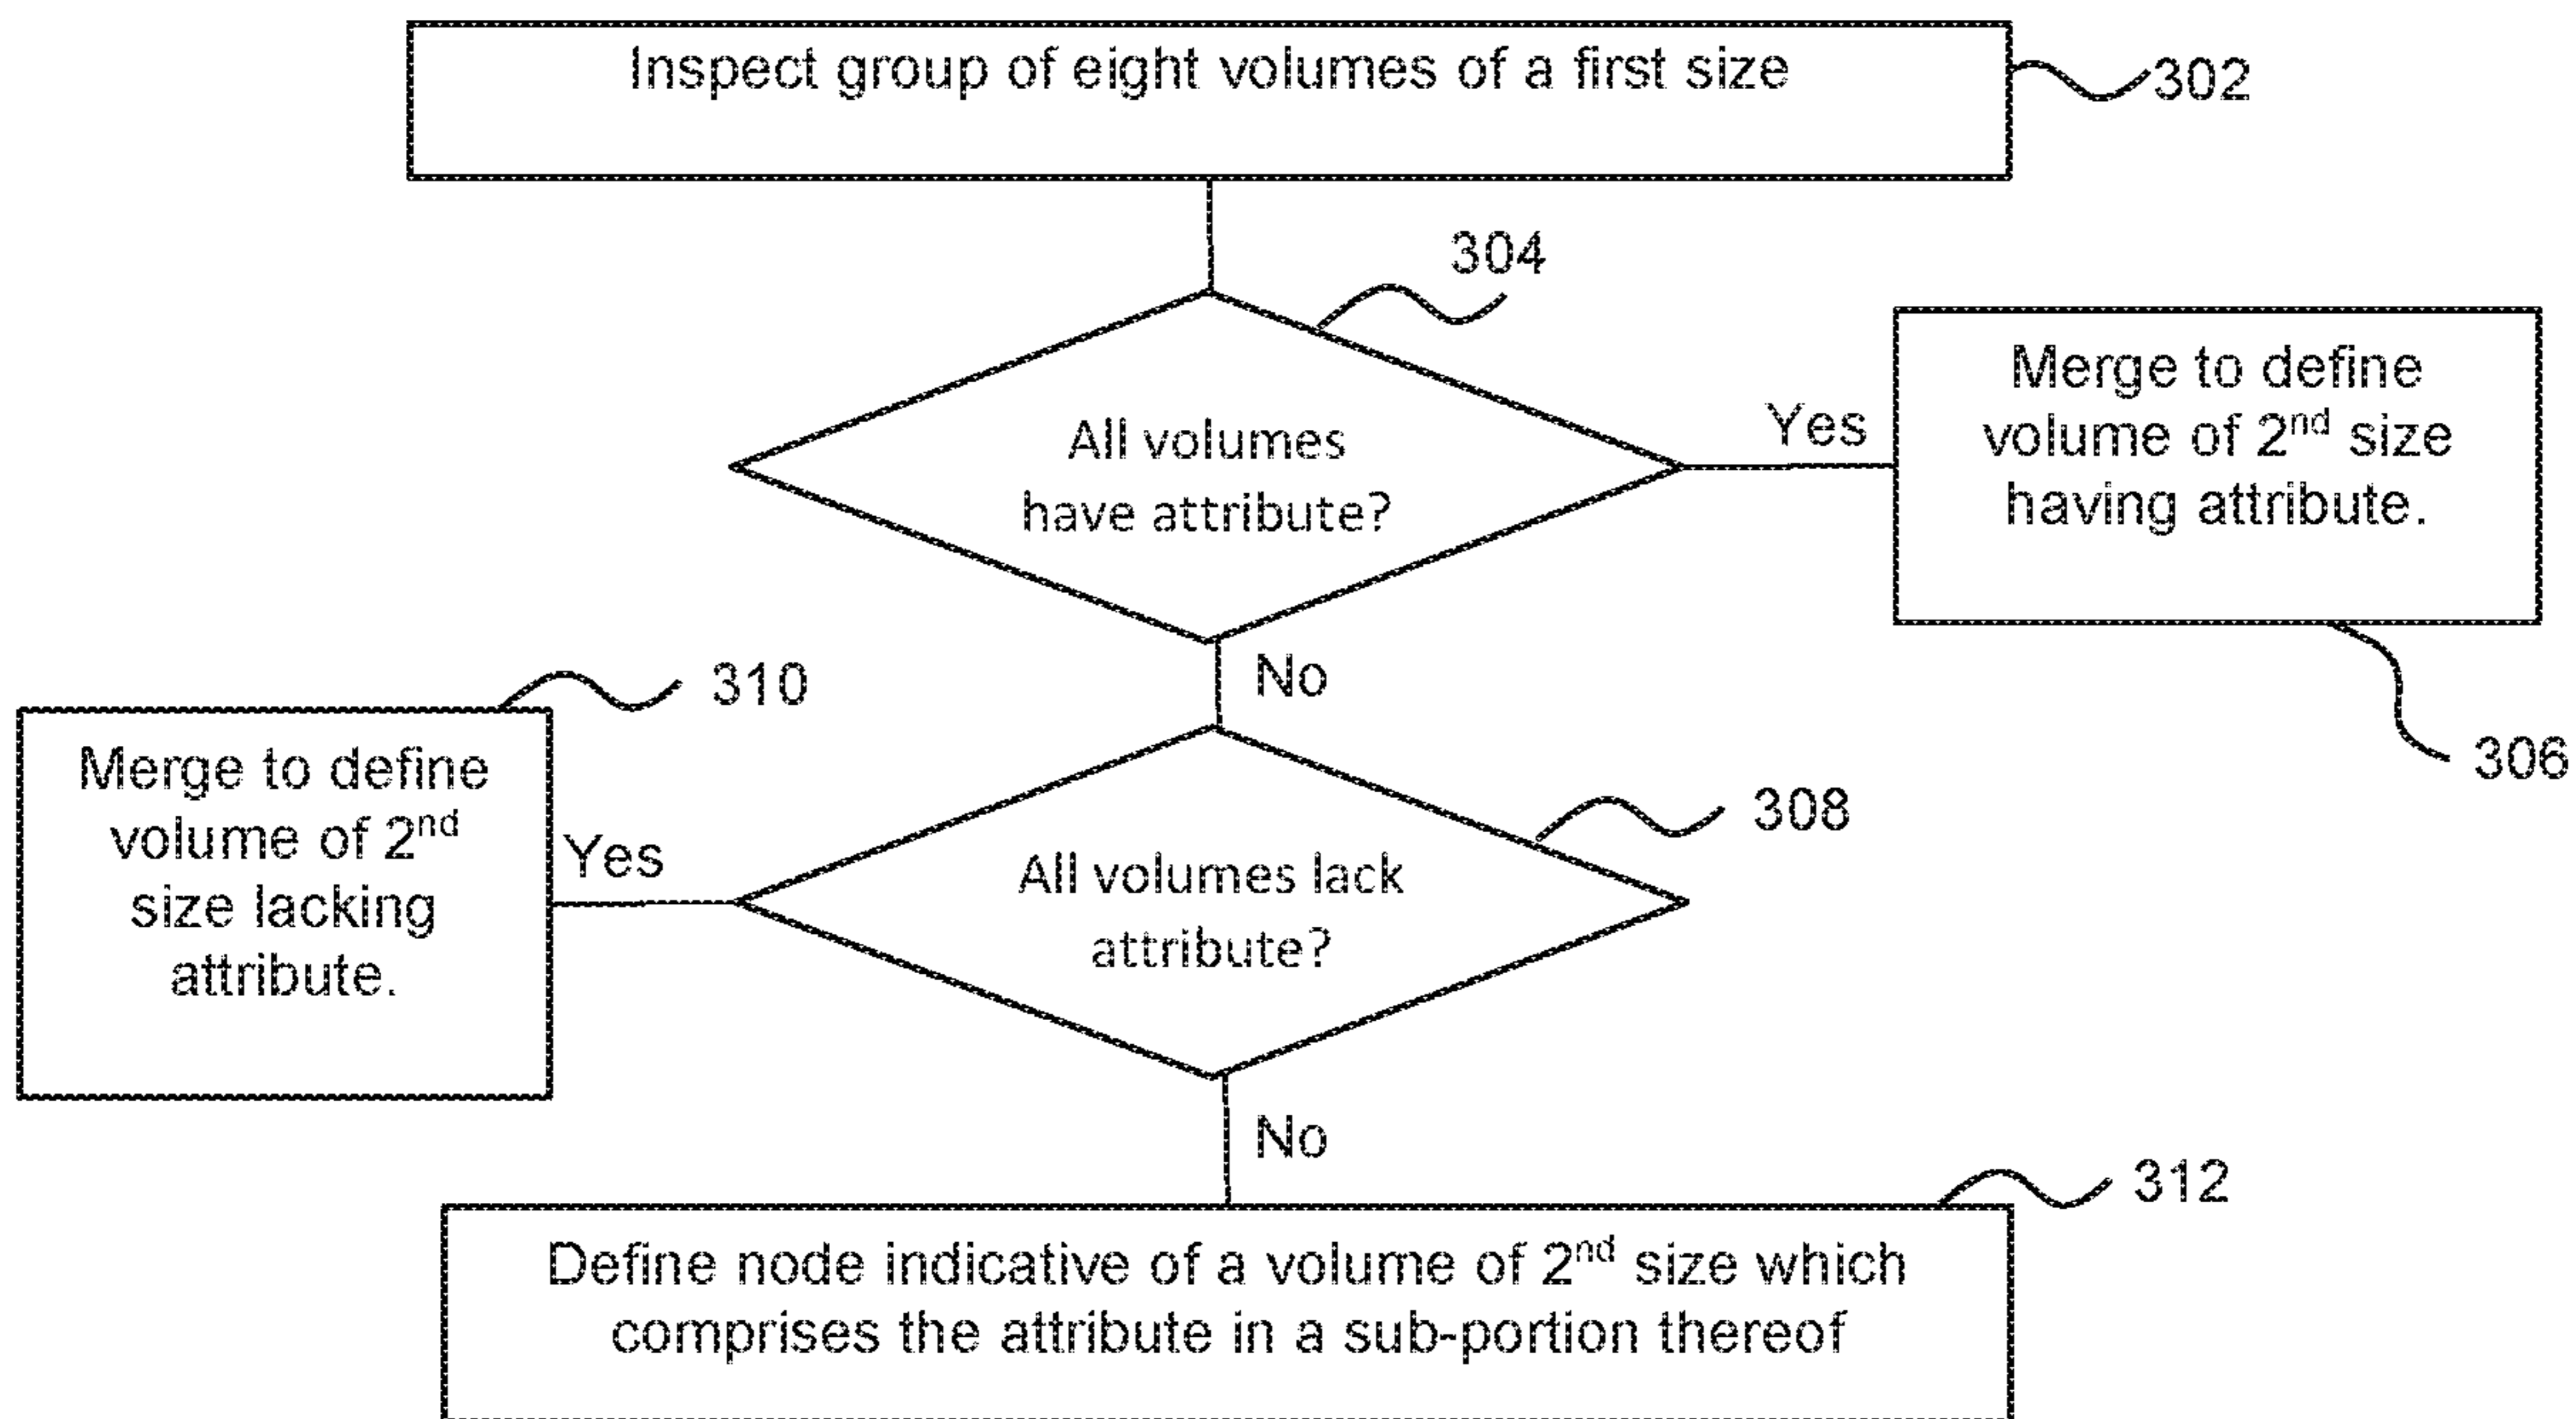 Inspect group of eight volumes of a first size
302
304
All volumes
have attribute?
Yes
Merge to define
volume of 2nd size
having attribute.
306
No
310
Merge to define
volume of 2nd
size lacking
attribute.
Yes
308
All volumes lack
attribute?
No
312
Define node indicative of a volume of 2nd size which
comprises the attribute in a sub-portion thereof